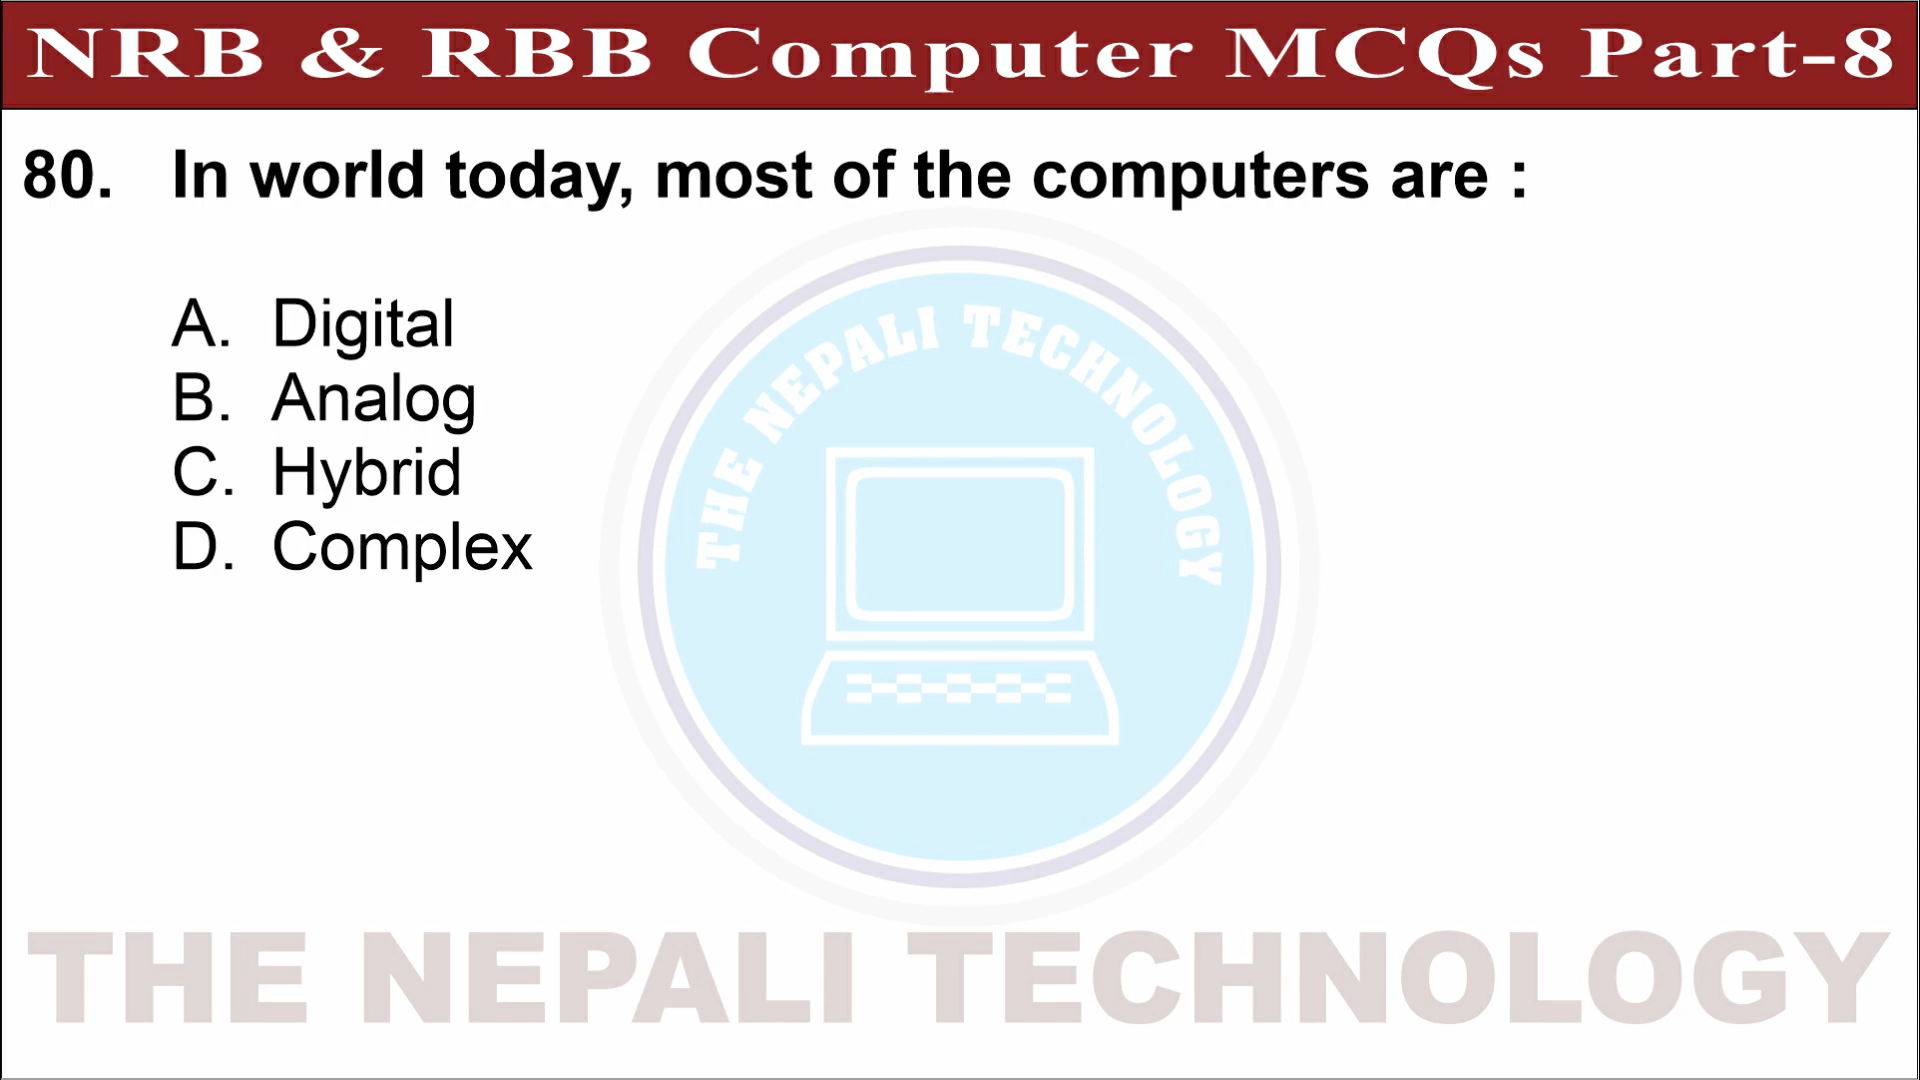 NRB & RBB Computer MCQs Part-8
80. In world today, most of the computers are :
A. Digital
B. Analog
C. Hybrid
D. Complex
THE NEPALI TECHNOLOGY
THE NEPALI TECHNOLOGY